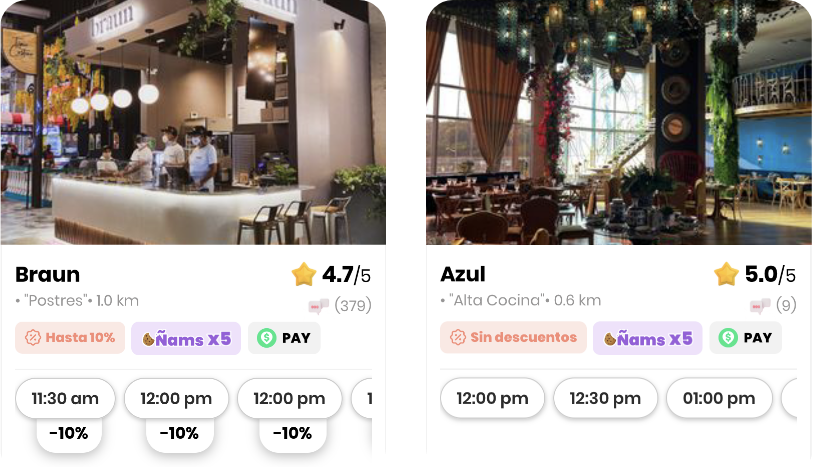 braun
Braun
4.7/5
• "Postres"• 1.0 km
(379)
Hasta 10%
Ñams x5
PAY
11:30 am
12:00 pm
12:00 pm
1
-10%
-10%
-10%
Azul
5.0/5
• "Alta Cocina"• 0.6 km
(9)
Sin descuentos
Ñams x5
PAY
12:00 pm
12:30 pm
01:00 pm